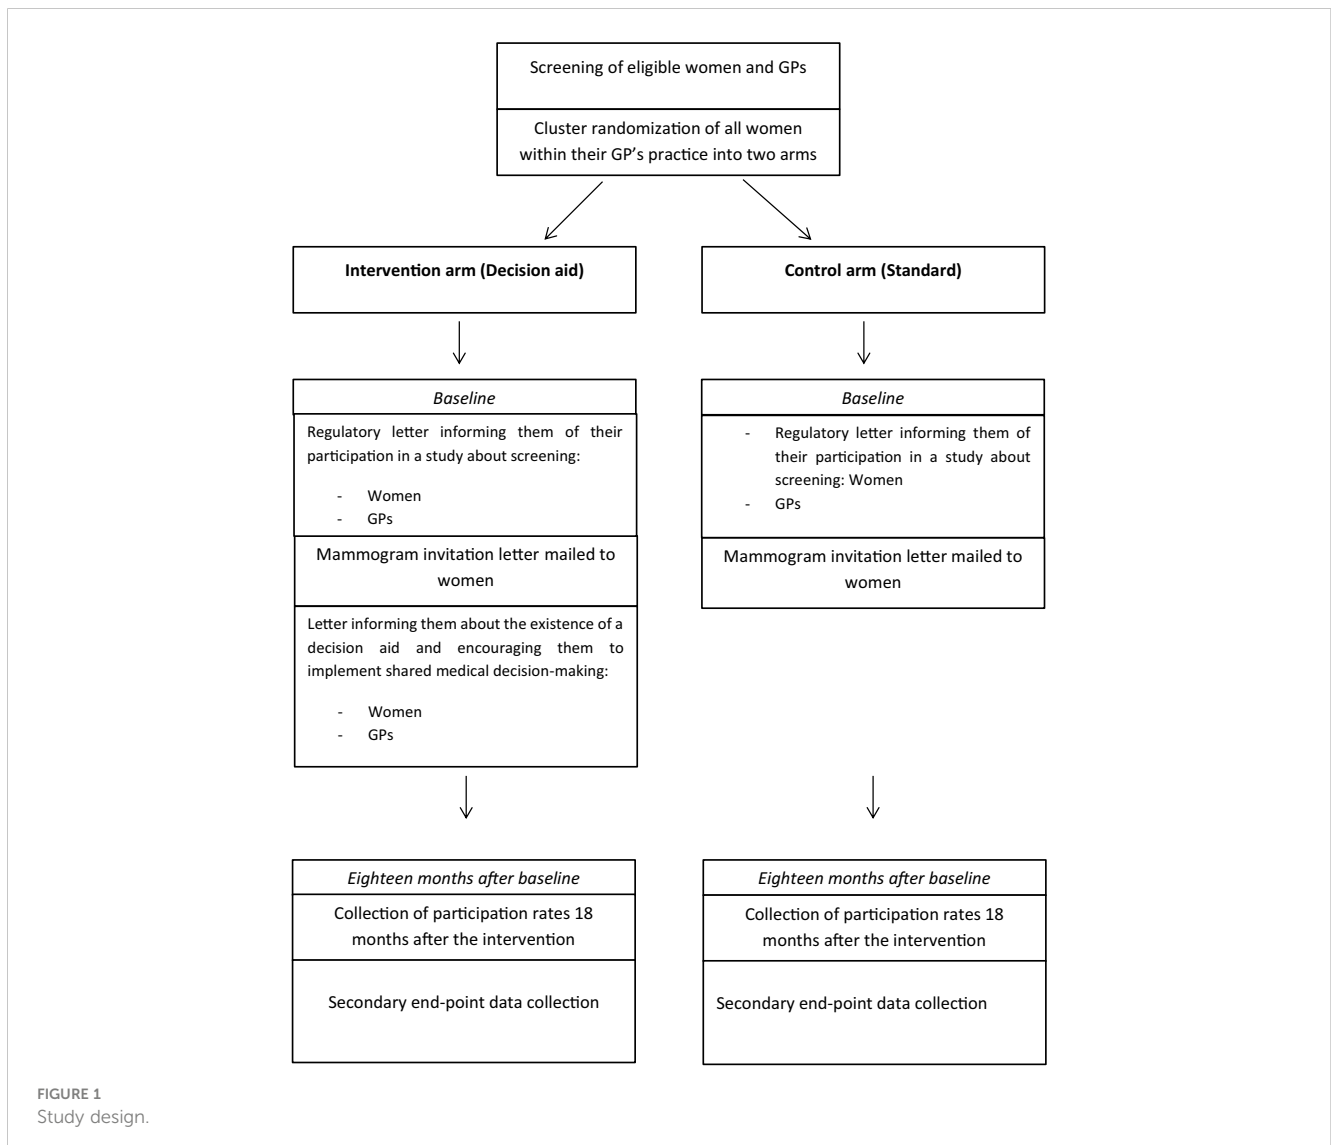 Screening of eligible women and GPs
Cluster randomization of all women
within their GP's practice into two arms
Intervention arm (Decision aid)
Control arm (Standard)
Baseline
Regulatory letter informing them of their
participation in a study about screening:
- Women
- GPs
Mammogram invitation letter mailed to
women
Letter informing them about the existence of a
decision aid and encouraging them to
implement shared medical decision-making:
- Women
- GPs
Baseline
- Regulatory letter informing them of
their participation in a study about
screening: Women
- GPs
Mammogram invitation letter mailed to
women
Eighteen months after baseline
Collection of participation rates 18
months after the intervention
Secondary end-point data collection
Eighteen months after baseline
Collection of participation rates 18
months after the intervention
Secondary end-point data collection
FIGURE 1
Study design.